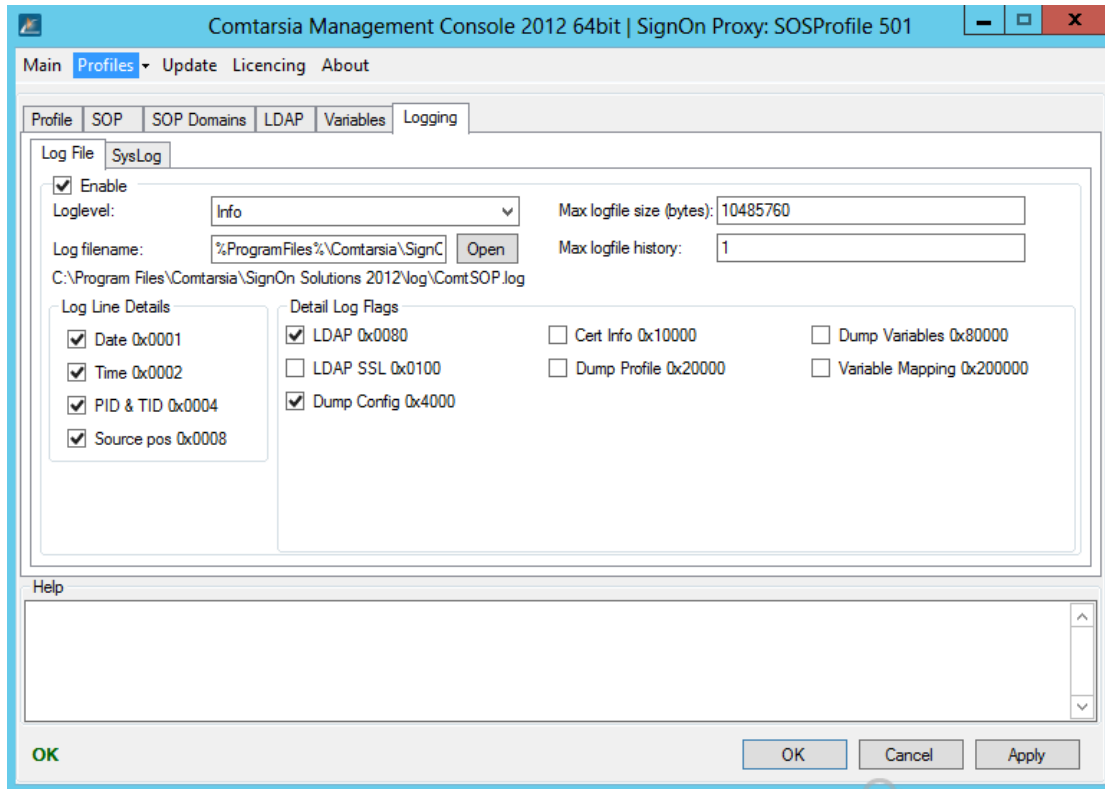 Comtarsia Management Console 2012 64bit | SignOn Proxy: SOSProfile 501
Main Profiles Update Licencing About
Profile SOP SOP Domains LDAP Variables Logging
Log File SysLog
Enable
Loglevel: Info Max logfile size (bytes): 10485760
Log filename: %ProgramFiles%\Comtarsia\SignC Open Max logfile history: 1
C:\Program Files\Comtarsia\SignOn Solutions 2012\log\ComtSOP.log
Log Line Details Detail Log Flags
Date 0x0001 LDAP 0x0080 Cert Info 0x10000 Dump Variables 0x80000
Time 0x0002 LDAP SSL 0x0100 Dump Profile 0x20000 Variable Mapping 0x200000
PID & TID 0x0004 Dump Config 0x4000
Source pos 0x0008
Help
OK OK Cancel Apply